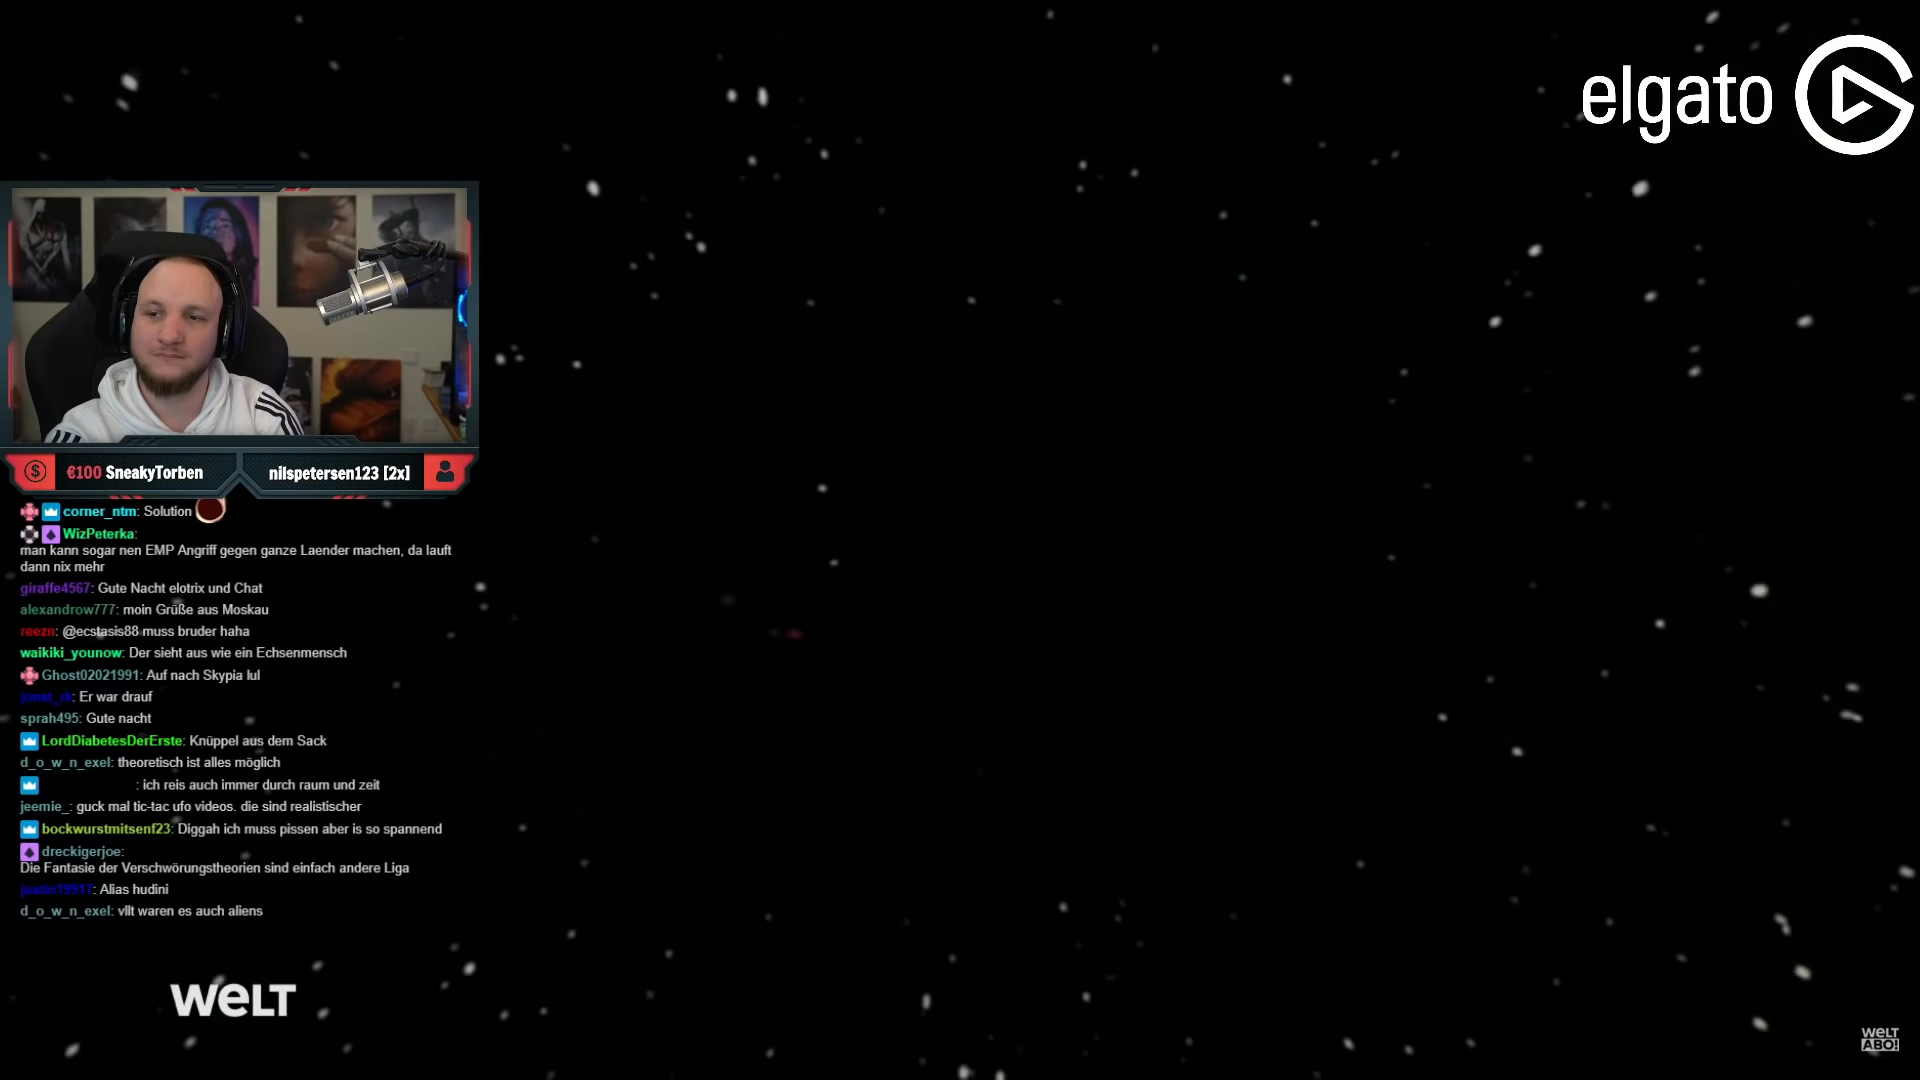 elgato
€100 SneakyTorben
nilspetersen123 [2x]
corner_ntm: Solution
WizPeterka:
man kann sogar nen EMP Angriff gegen ganze Laender machen, da lauft
dann nix mehr
giraffe4567: Gute Nacht elotrix und Chat
alexandrow777: moin Grüße aus Moskau
reezn: @ecstasis88 muss bruder haha
waikiki_younow: Der sieht aus wie ein Echsenmensch
Ghost02021991: Auf nach Skypia lul
joost_rk: Er war drauf
sprah495: Gute nacht
LordDiabetesDerErste: Knüppel aus dem Sack
d_o_w_n_exel: theoretisch ist alles möglich
: ich reis auch immer durch raum und zeit
jeemie_: guck mal tic-tac ufo videos. die sind realistischer
bockwurstmitsenf23: Diggah ich muss pissen aber is so spannend
dreckigerjoe:
Die Fantasie der Verschwörungstheorien sind einfach andere Liga
justin19917: Alias hudini
d_o_w_n_exel: vllt waren es auch aliens
WELT
WELT
ABO!